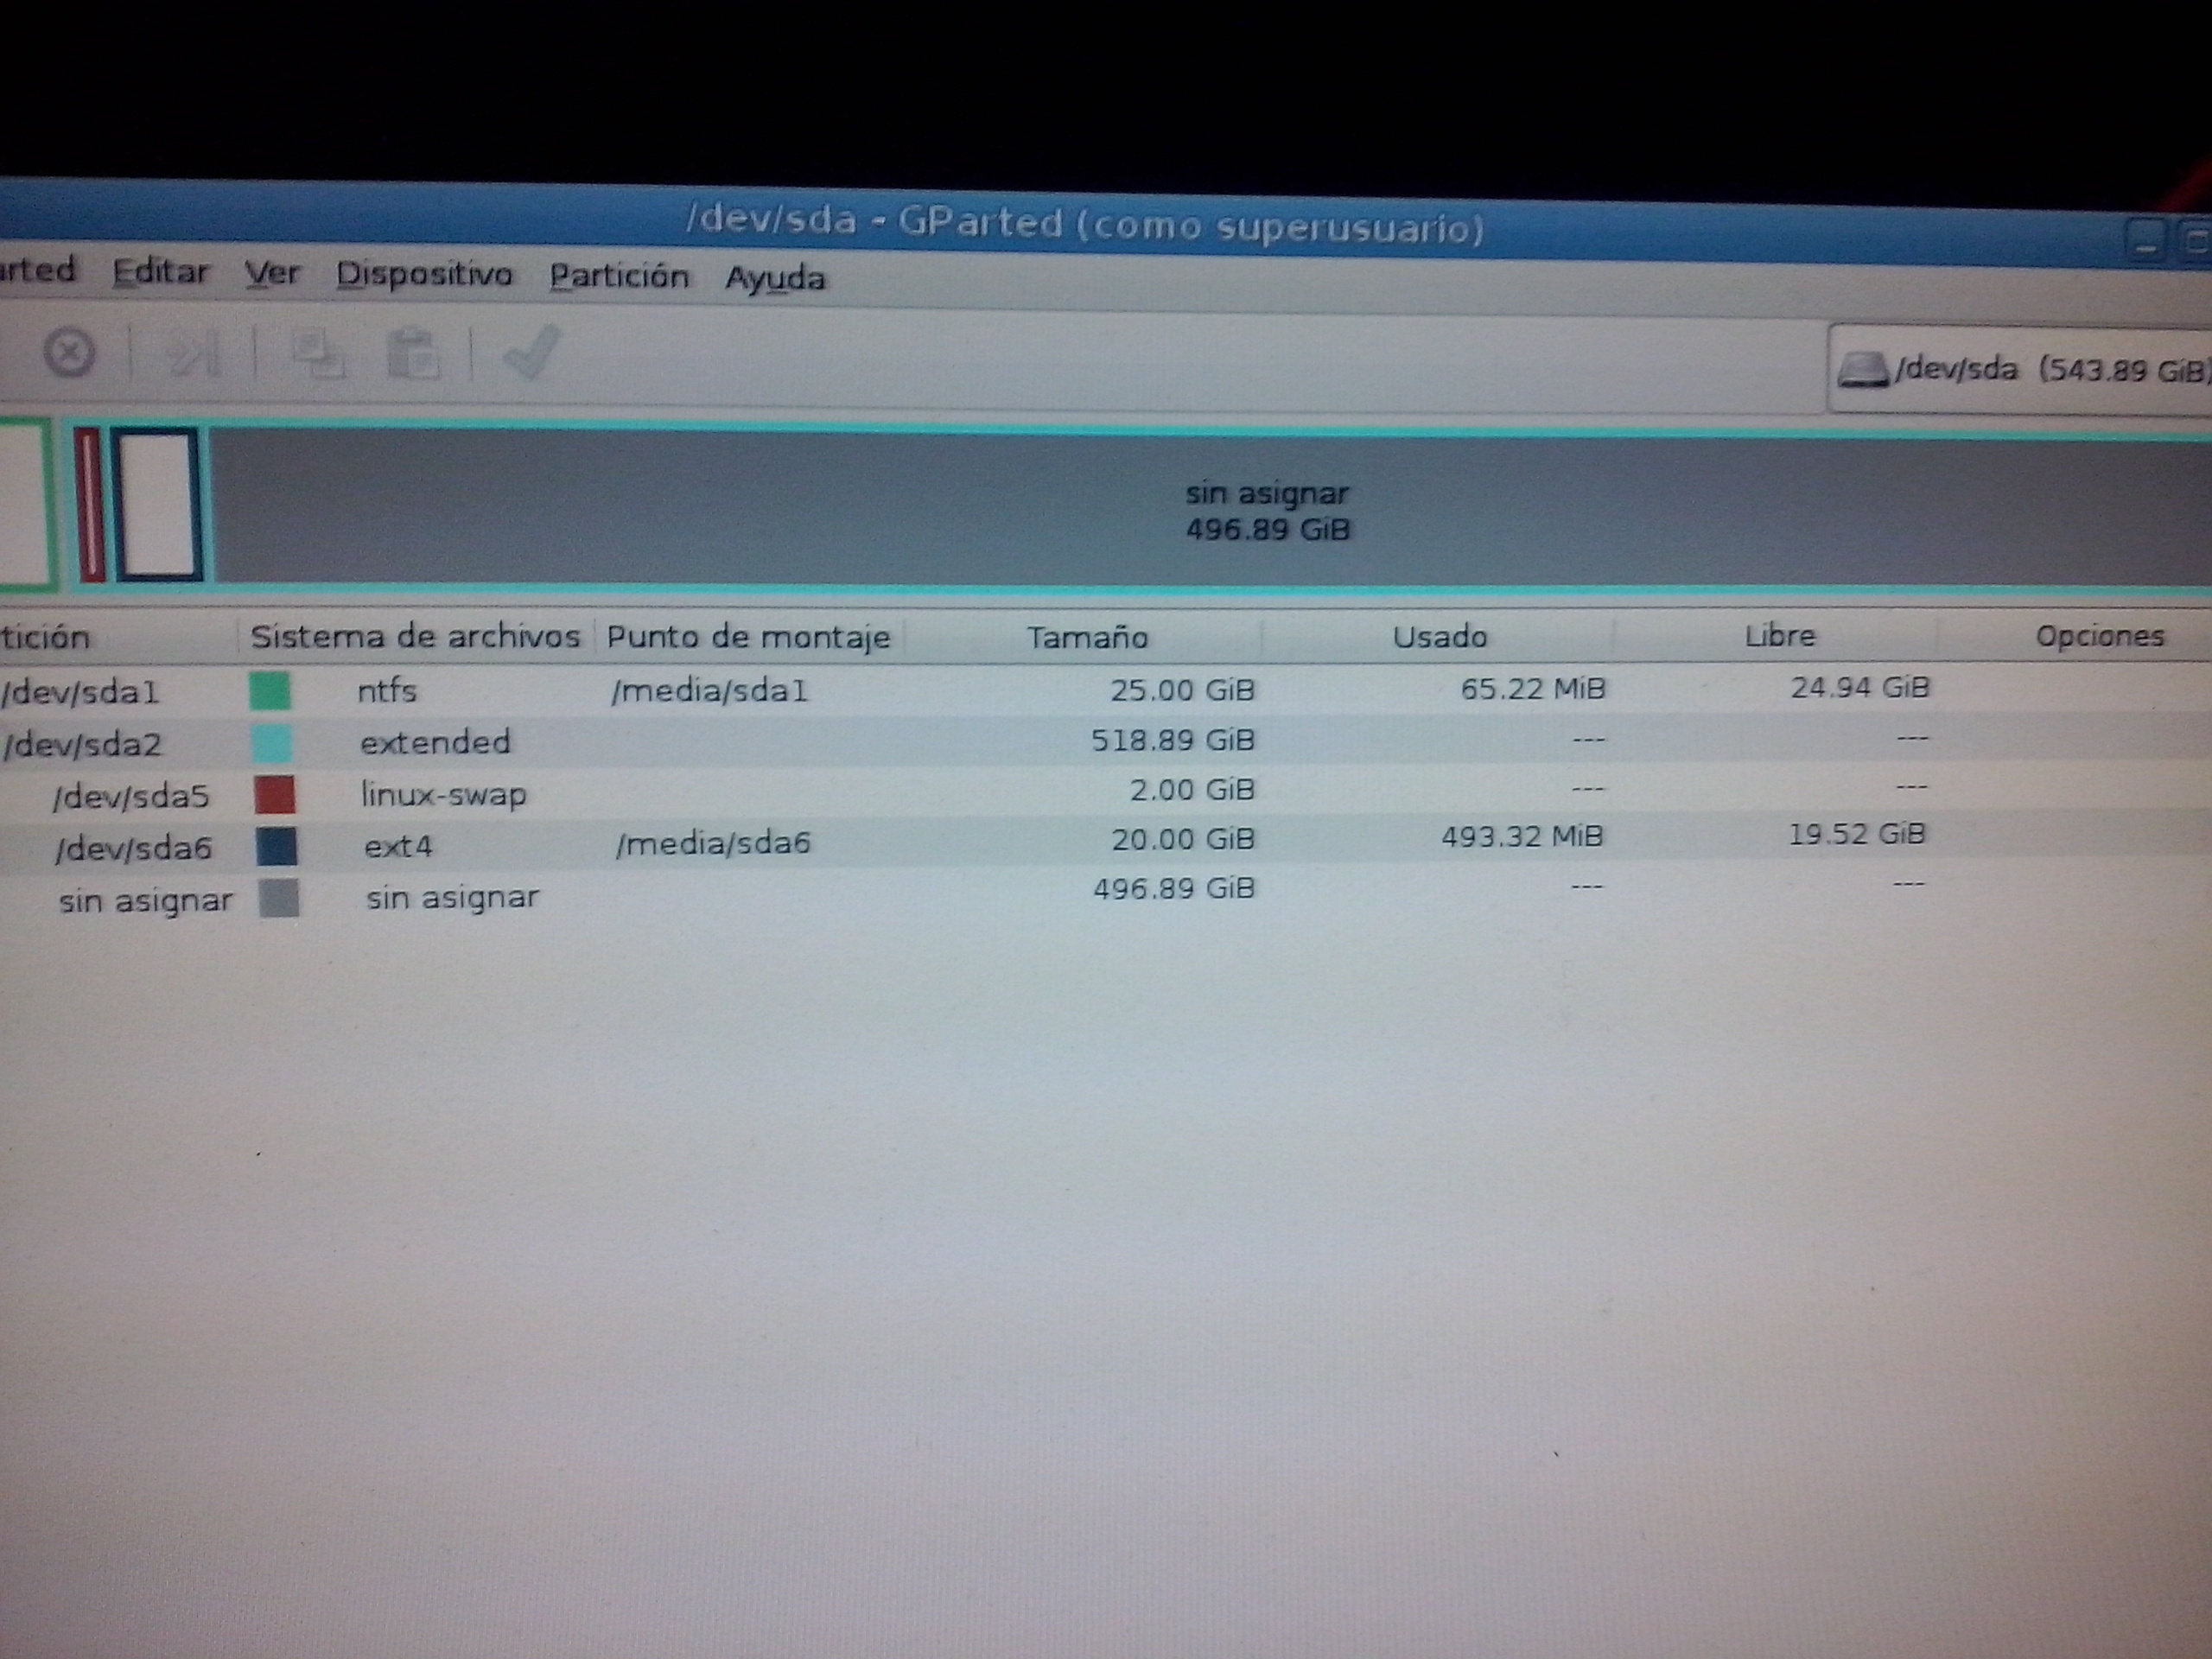 /dev/sda - GParted (como superusuario)
arted Editar Ver Dispositivo Partición Ayuda
/dev/sda (543.89 GiB)
sin asignar
496.89 GiB
tición Sistema de archivos Punto de montaje Tamaño Usado Libre Opciones
/dev/sda1 ntfs /media/sda1 25.00 GiB 65.22 MiB 24.94 GiB
/dev/sda2 extended 518.89 GiB --- ---
/dev/sda5 linux-swap 2.00 GiB --- ---
/dev/sda6 ext4 /media/sda6 20.00 GiB 493.32 MiB 19.52 GiB
sin asignar sin asignar 496.89 GiB --- ---